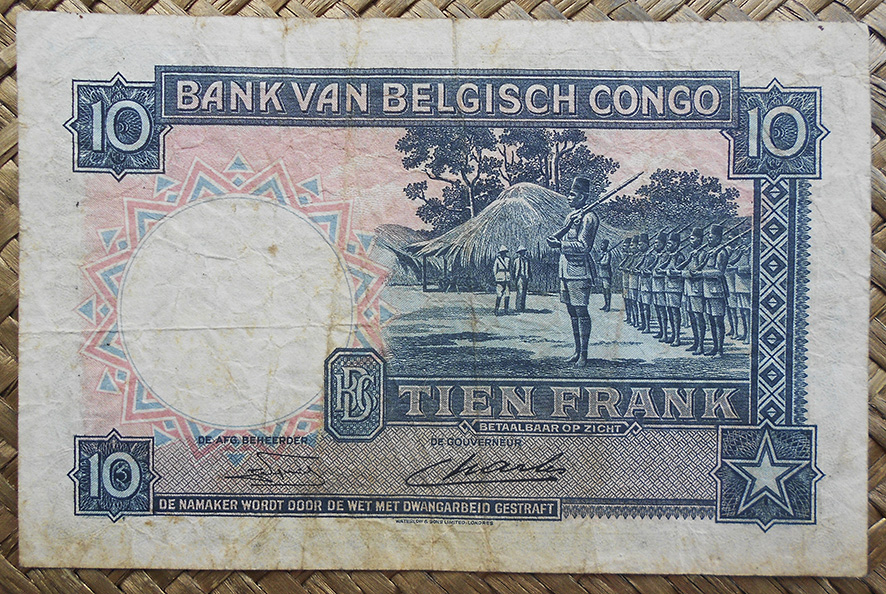 10 BANK VAN BELGISCH CONGO 10
TIEN FRANK
BETAALBAAR OP ZICHT
DE AFG. BEHEERDER, DE GOUVERNEUR
10
DE NAMAKER WORDT DOOR DE WET MET DWANGARBEID GESTRAFT
WATERLOW & SONS LIMITED, LONDRES